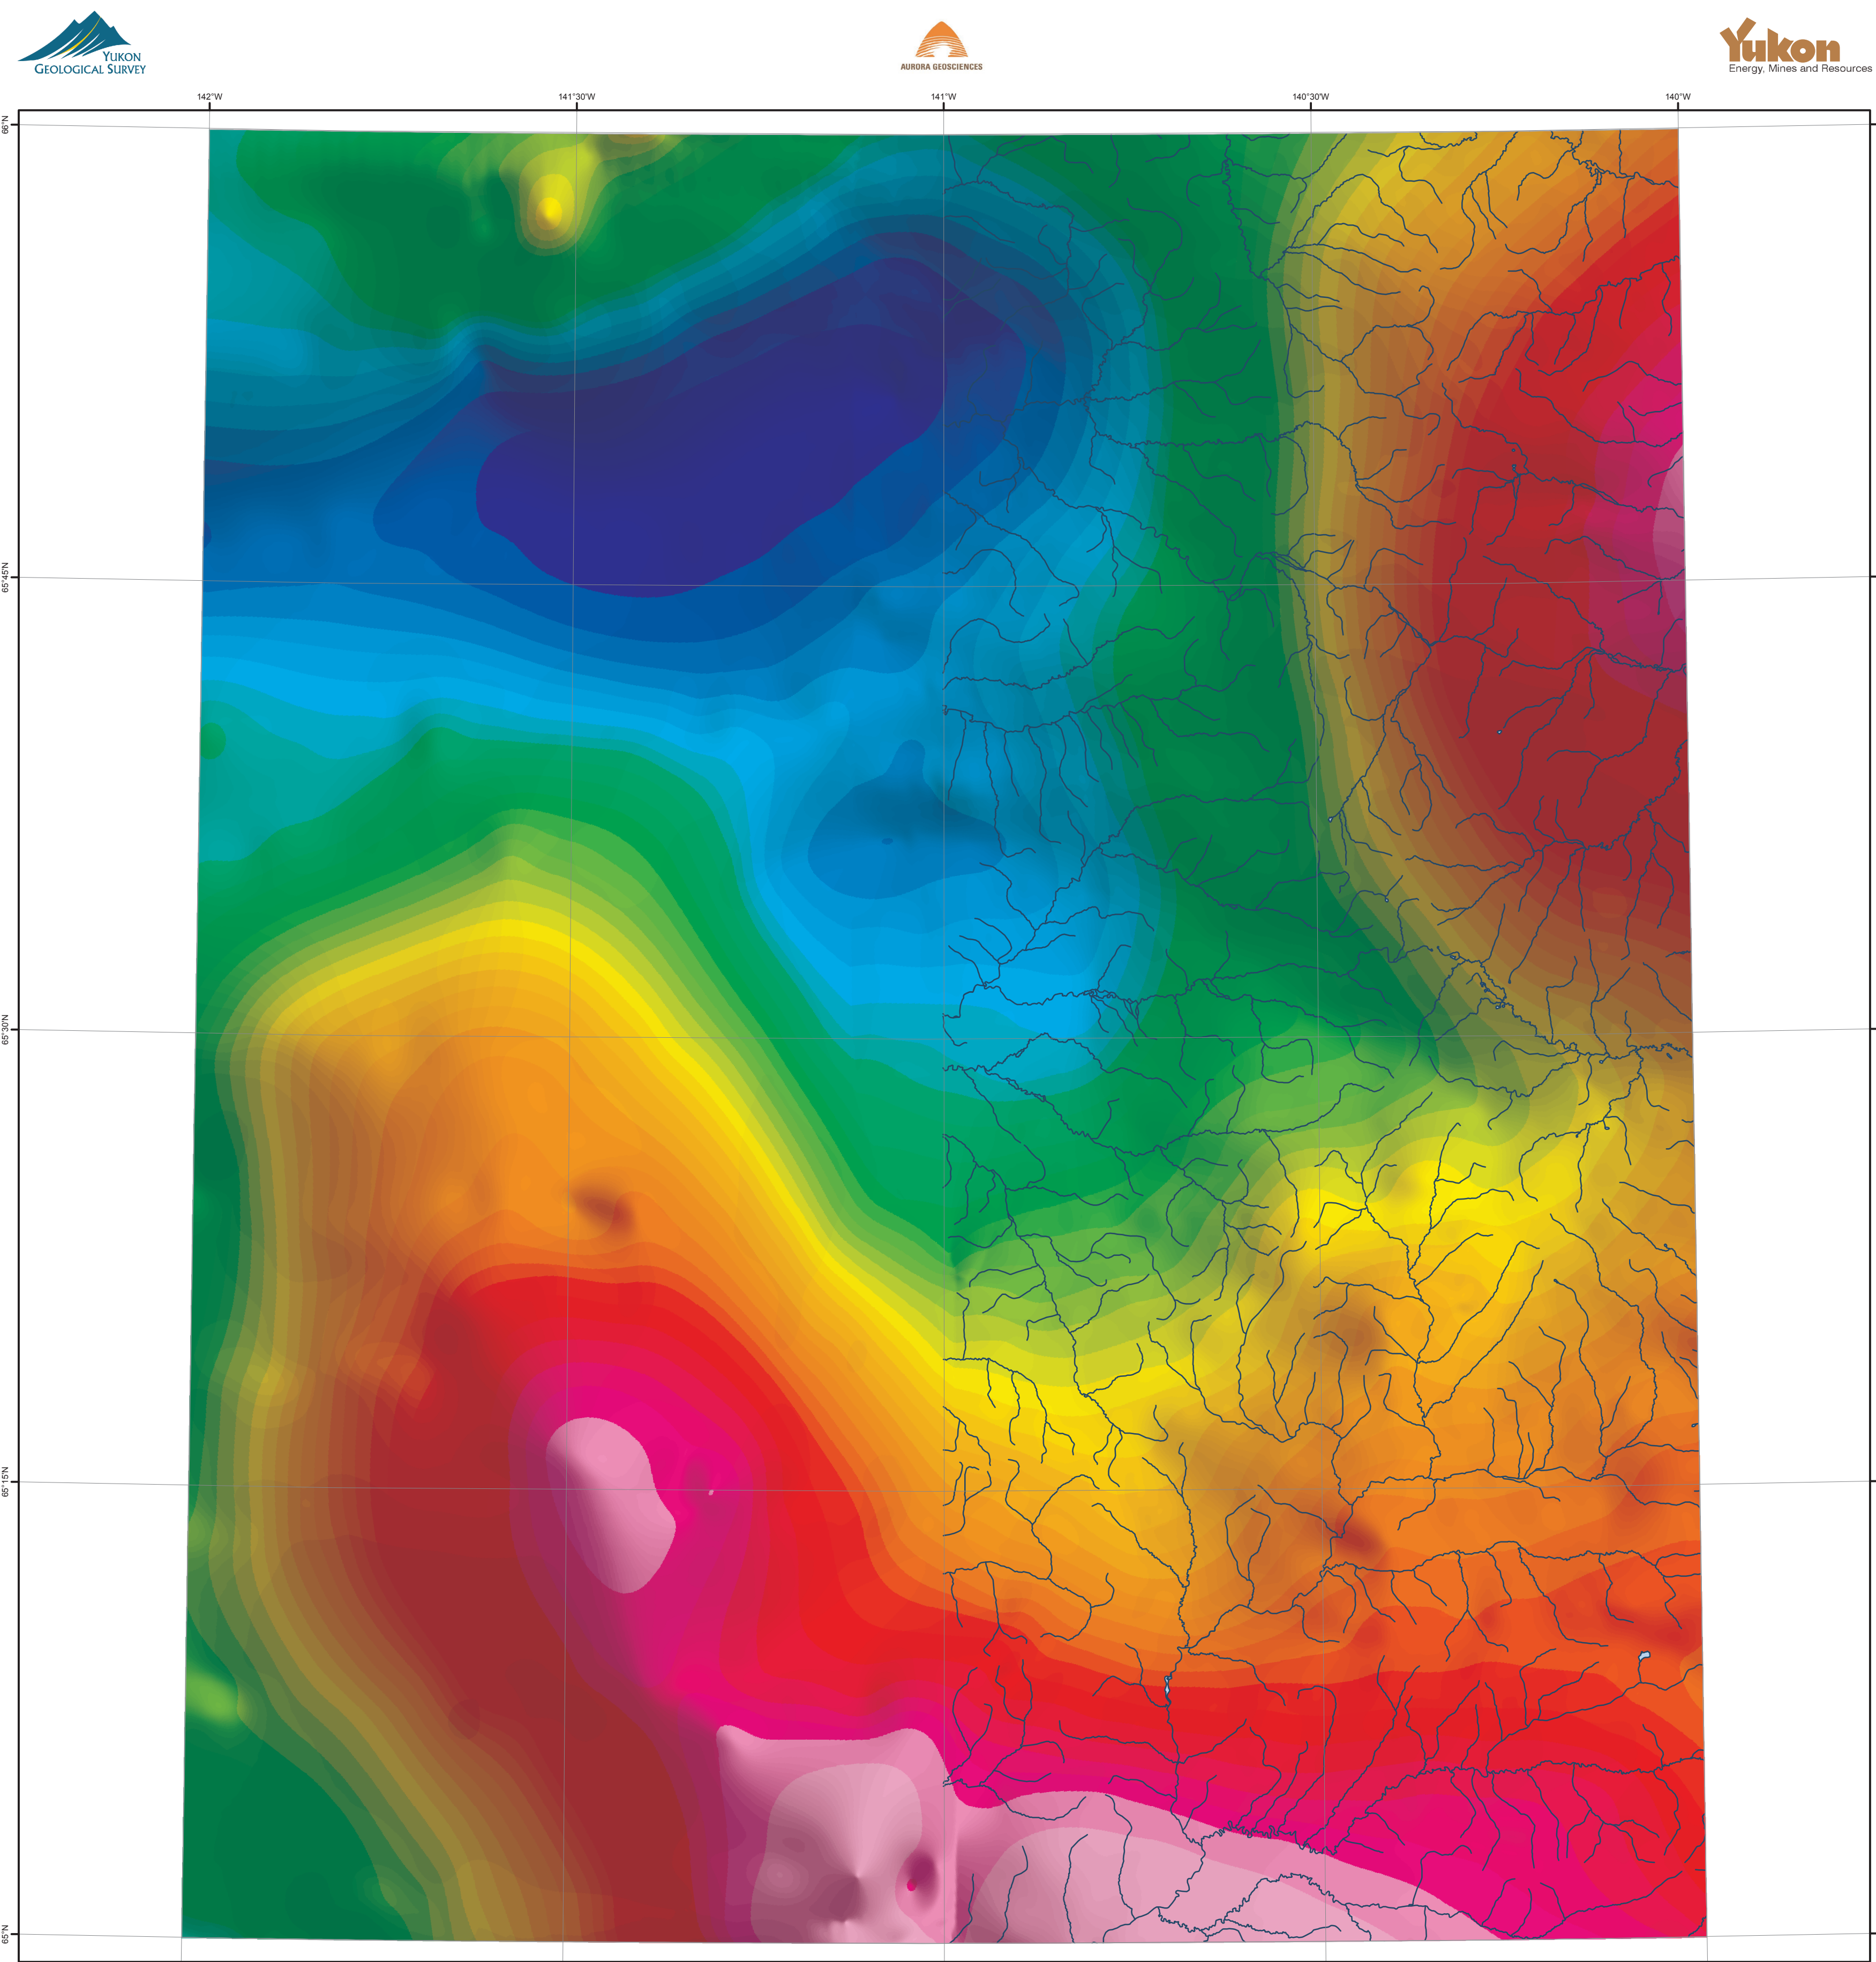 YUKON
GEOLOGICAL SURVEY
AURORA GEOSCIENCES
Yukon
Energy, Mines and Resources
142°W
141°30'W
141°W
140°30'W
140°W
66°N
65°45'N
65°30'N
65°15'N
65°N